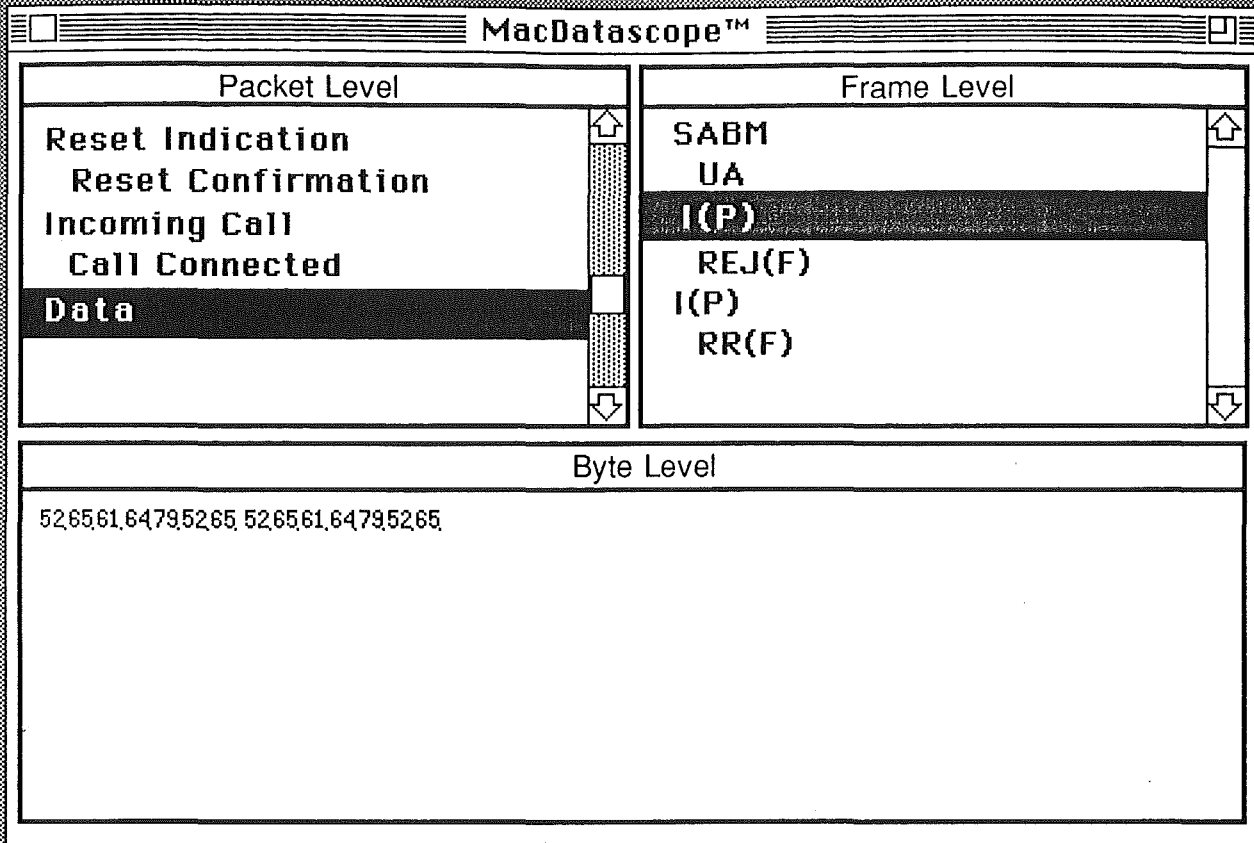 MacDatascope™
Packet Level
Reset Indication
Reset Confirmation
Incoming Call
Call Connected
Data
Frame Level
SABM
UA
I(P)
REJ(F)
I(P)
RR(F)
Byte Level
52,65,61,64,79,52,65, 52,65,61,64,79,52,65,